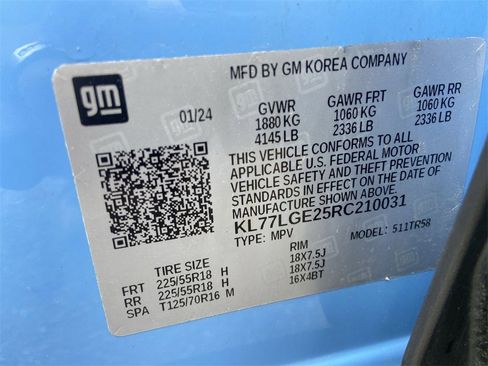 MFD BY GM KOREA COMPANY
gm
01/24
GVWR GAWR FRT GAWR RR
1880 KG 1060 KG 1060 KG
4145 LB 2336 LB 2336 LB
THIS VEHICLE CONFORMS TO ALL
APPLICABLE U.S. FEDERAL MOTOR
VEHICLE SAFETY AND THEFT PREVENTION
STANDARDS IN EFFECT ON THE DATE OF
MANUFACTURE SHOWN ABOVE.
KL77LGE25RC210031
TYPE: MPV MODEL: 511TR58
TIRE SIZE RIM
FRT 225/55R18 H 18X7.5J
RR 225/55R18 H 18X7.5J
SPA T125/70R16 M 16X4BT